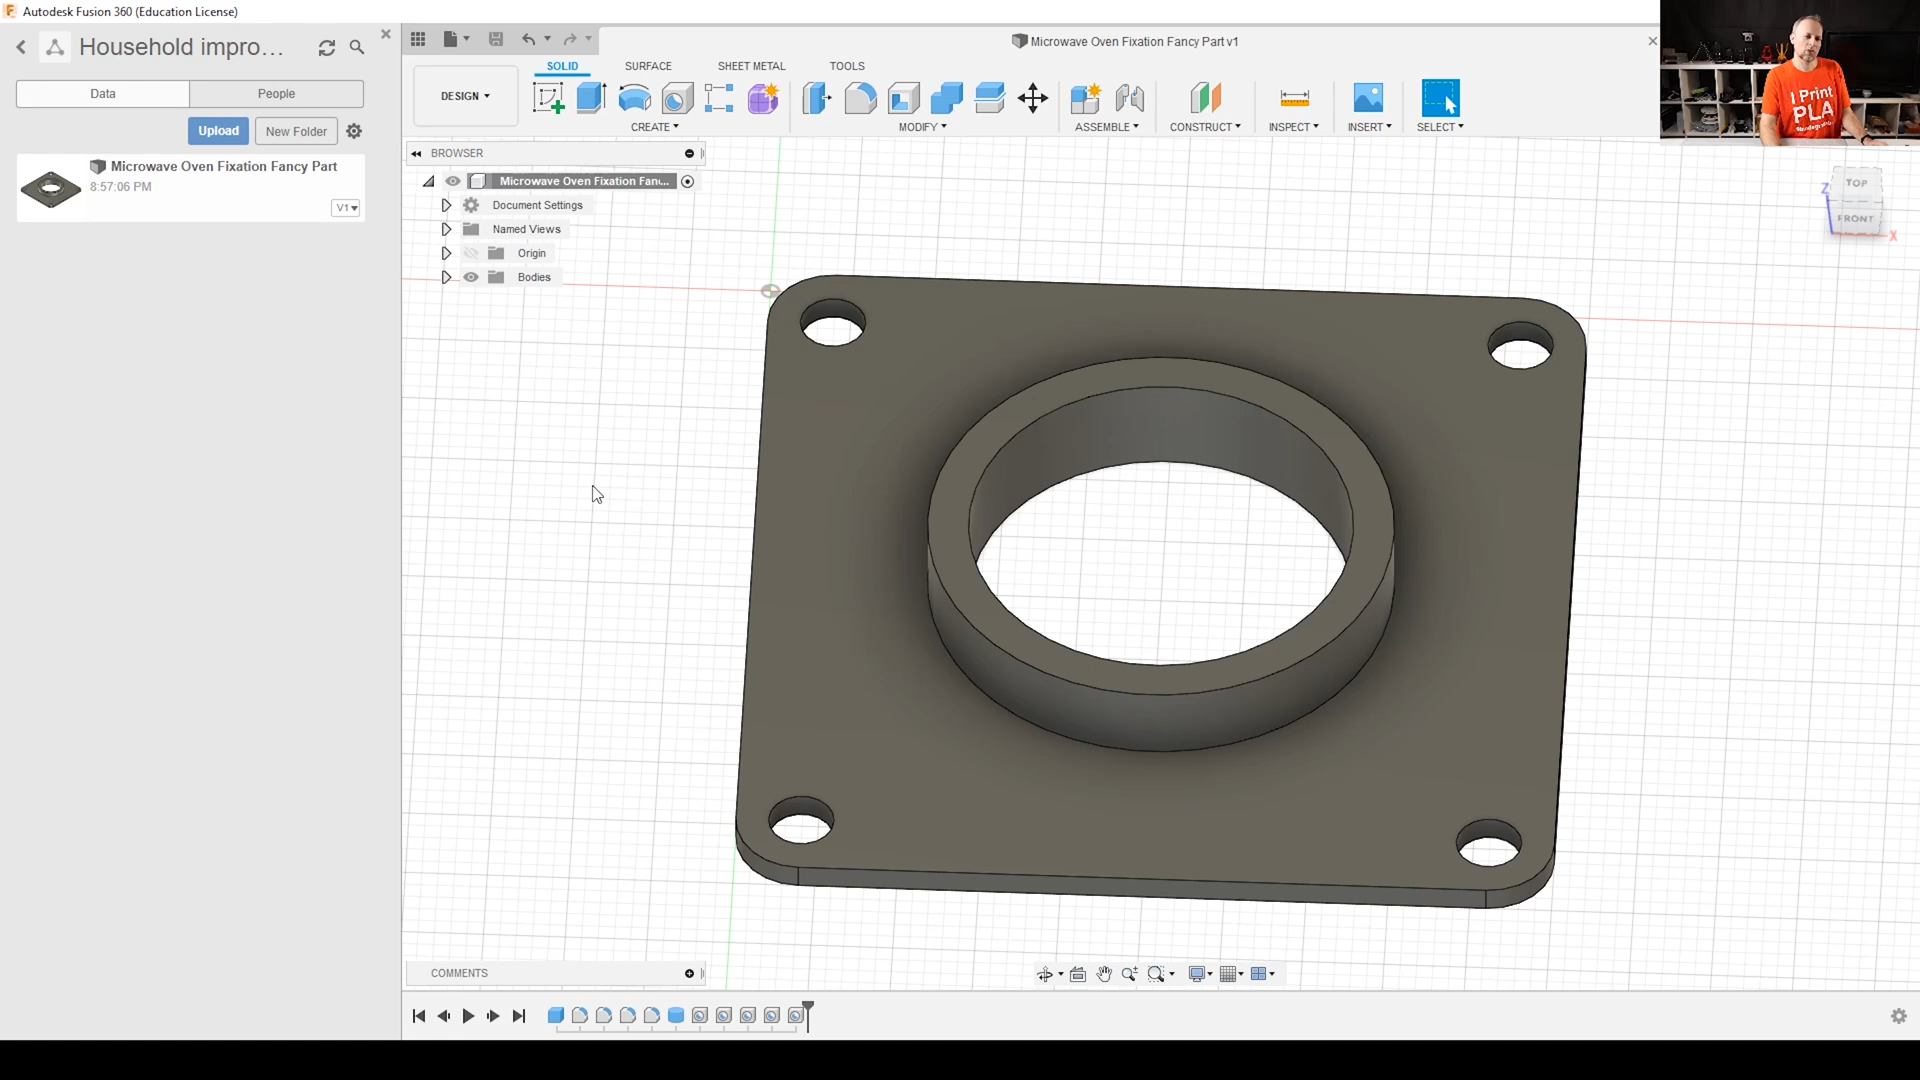 Autodesk Fusion 360 (Education License)
Household impro...
Data
People
Upload
New Folder
Microwave Oven Fixation Fancy Part
8:57:06 PM
V1
Microwave Oven Fixation Fancy Part v1
SOLID
SURFACE
SHEET METAL
TOOLS
DESIGN
CREATE
MODIFY
ASSEMBLE
CONSTRUCT
INSPECT
INSERT
SELECT
BROWSER
Microwave Oven Fixation Fan...
Document Settings
Named Views
Origin
Bodies
I Print
PLA
TOP
FRONT
Z
X
COMMENTS